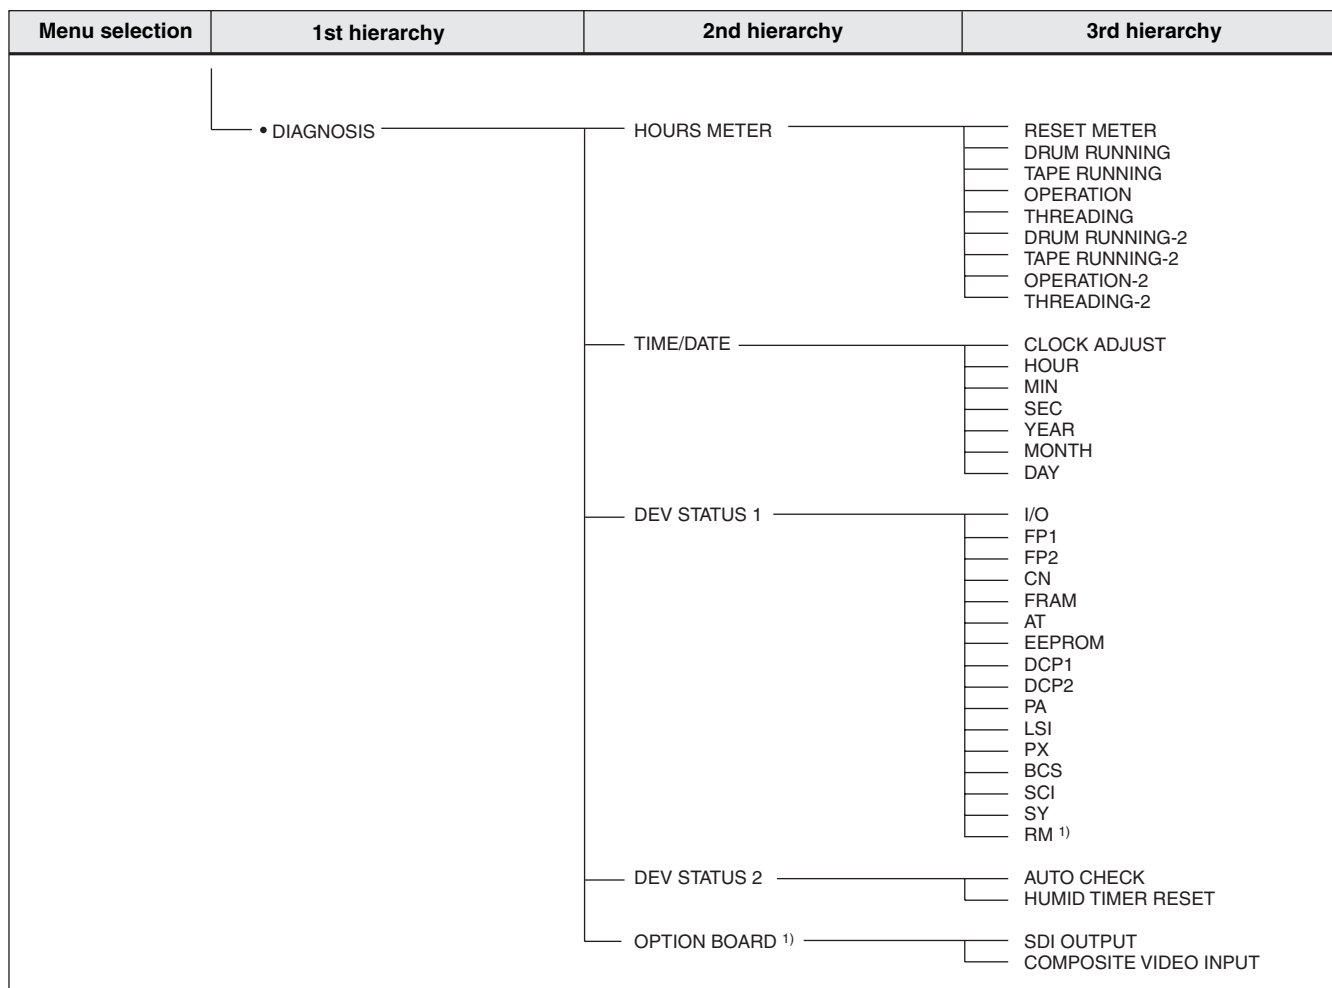 Menu selection 1st hierarchy 2nd hierarchy 3rd hierarchy
• DIAGNOSIS HOURS METER RESET METER
DRUM RUNNING
TAPE RUNNING
OPERATION
THREADING
DRUM RUNNING-2
TAPE RUNNING-2
OPERATION-2
THREADING-2
TIME/DATE CLOCK ADJUST
HOUR
MIN
SEC
YEAR
MONTH
DAY
DEV STATUS 1 I/O
FP1
FP2
CN
FRAM
AT
EEPROM
DCP1
DCP2
PA
LSI
PX
BCS
SCI
SY
RM 1)
DEV STATUS 2 AUTO CHECK
HUMID TIMER RESET
OPTION BOARD 1) SDI OUTPUT
COMPOSITE VIDEO INPUT